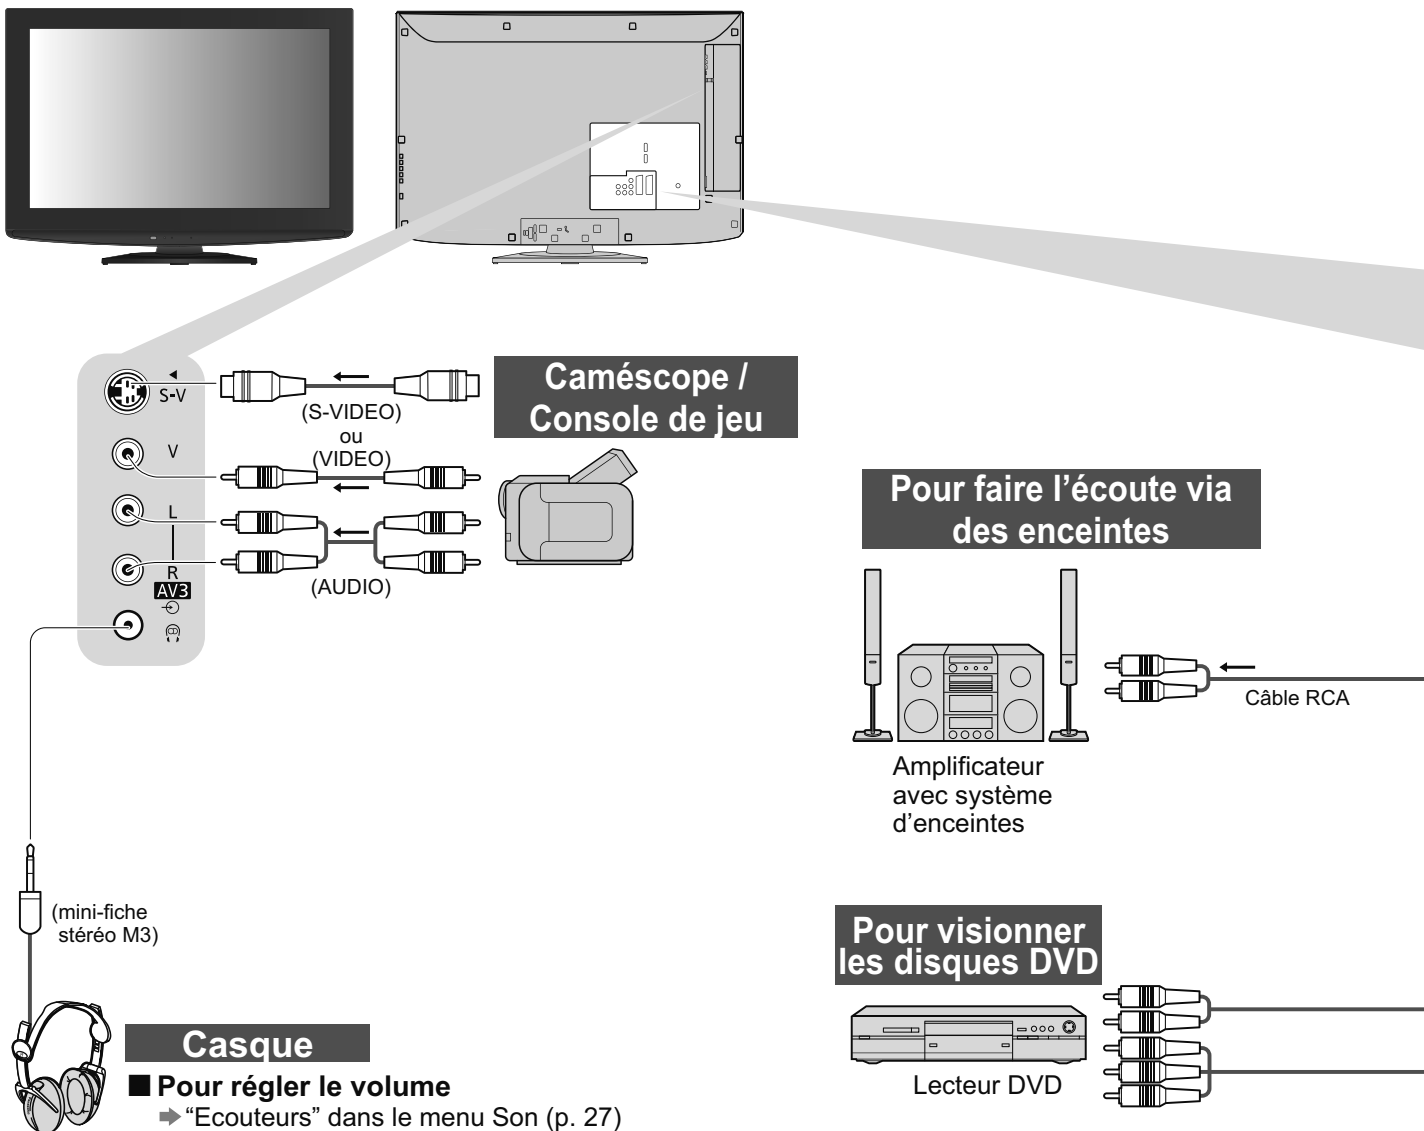 S-V
V
L
R
AV3
(S-VIDEO)
ou
(VIDEO)
(AUDIO)
Caméscope /
Console de jeu
Pour faire l’écoute via
des enceintes
Câble RCA
Amplificateur
avec système
d’enceintes
(mini-fiche
stéréo M3)
Casque
■ Pour régler le volume
“Ecouteurs” dans le menu Son (p. 27)
Pour visionner
les disques DVD
Lecteur DVD